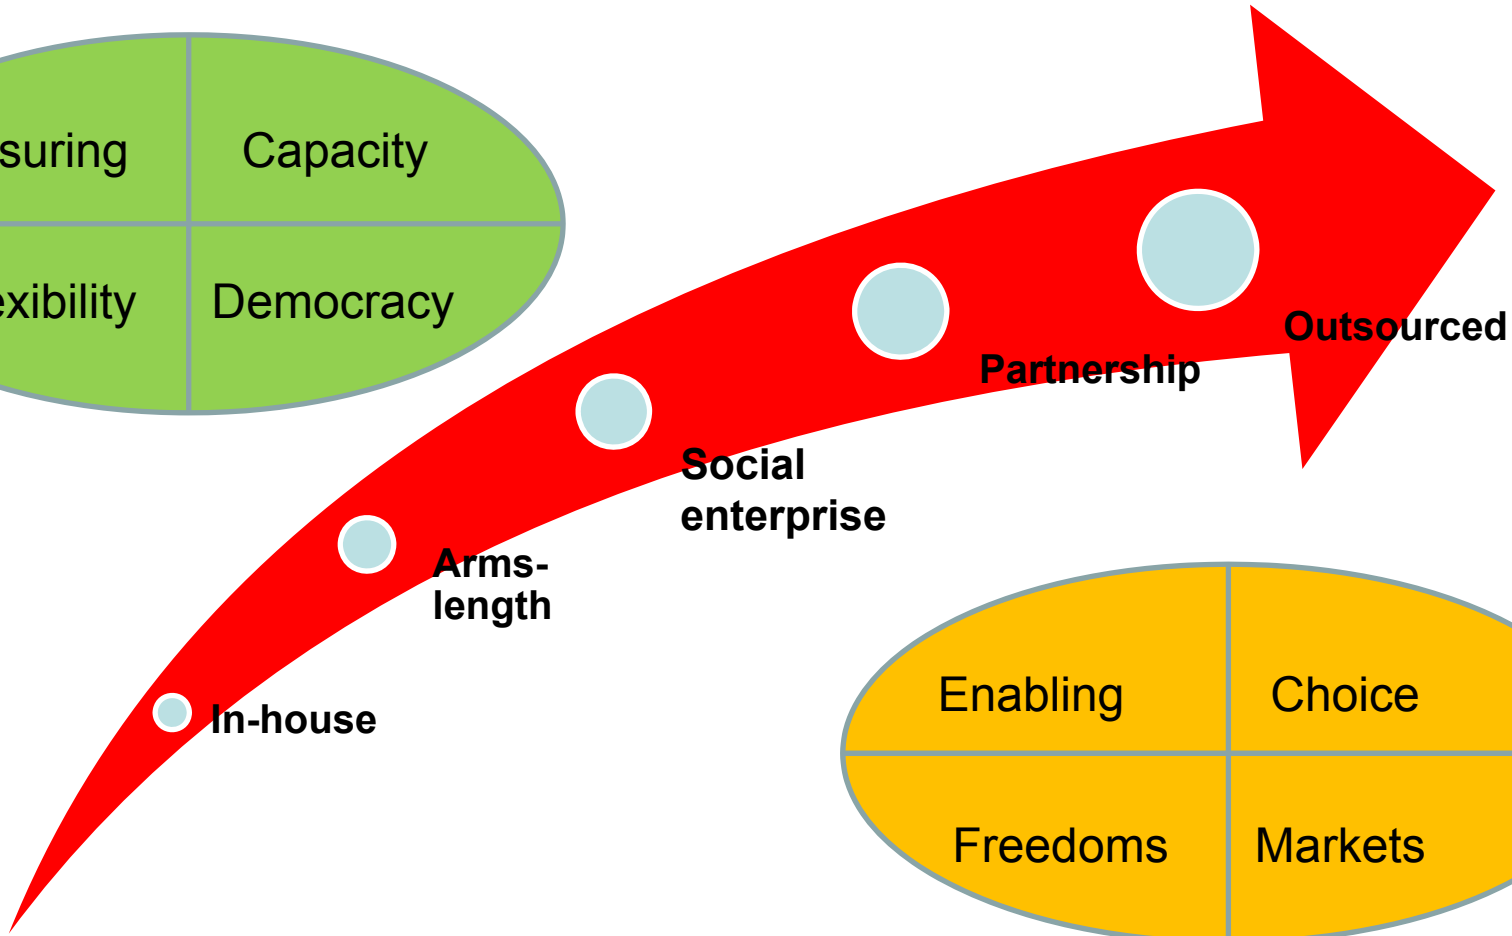 suring
Capacity
exibility
Democracy
Outsourced
Partnership
Social
enterprise
Arms-
length
In-house
Enabling
Choice
Freedoms
Markets